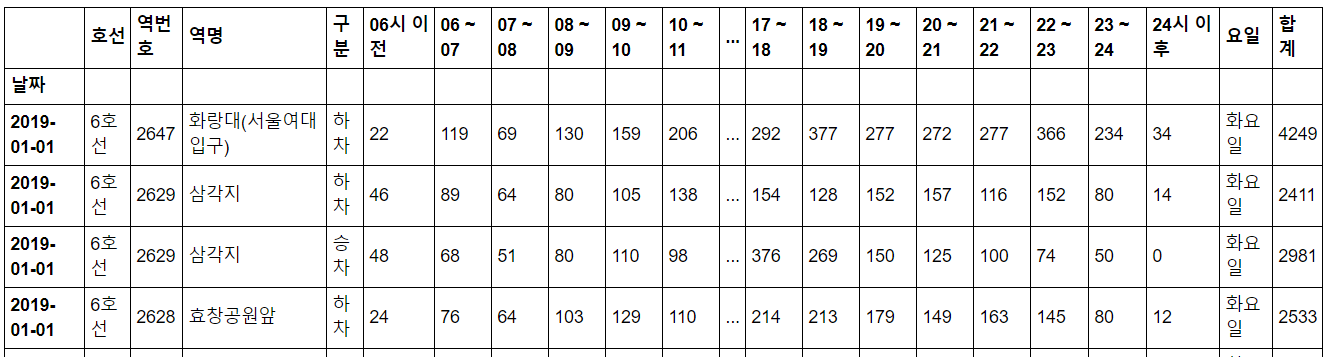 호선 역번호 역명 구분 06시 이전 06 ~ 07 07 ~ 08 08 ~ 09 09 ~ 10 10 ~ 11 ... 17 ~ 18 18 ~ 19 19 ~ 20 20 ~ 21 21 ~ 22 22 ~ 23 23 ~ 24 24시 이후 요일 합계
날짜
2019-01-01 6호선 2647 화랑대(서울여대입구) 하차 22 119 69 130 159 206 ... 292 377 277 272 277 366 234 34 화요일 4249
2019-01-01 6호선 2629 삼각지 하차 46 89 64 80 105 138 ... 154 128 152 157 116 152 80 14 화요일 2411
2019-01-01 6호선 2629 삼각지 승차 48 68 51 80 110 98 ... 376 269 150 125 100 74 50 0 화요일 2981
2019-01-01 6호선 2628 효창공원앞 하차 24 76 64 103 129 110 ... 214 213 179 149 163 145 80 12 화요일 2533